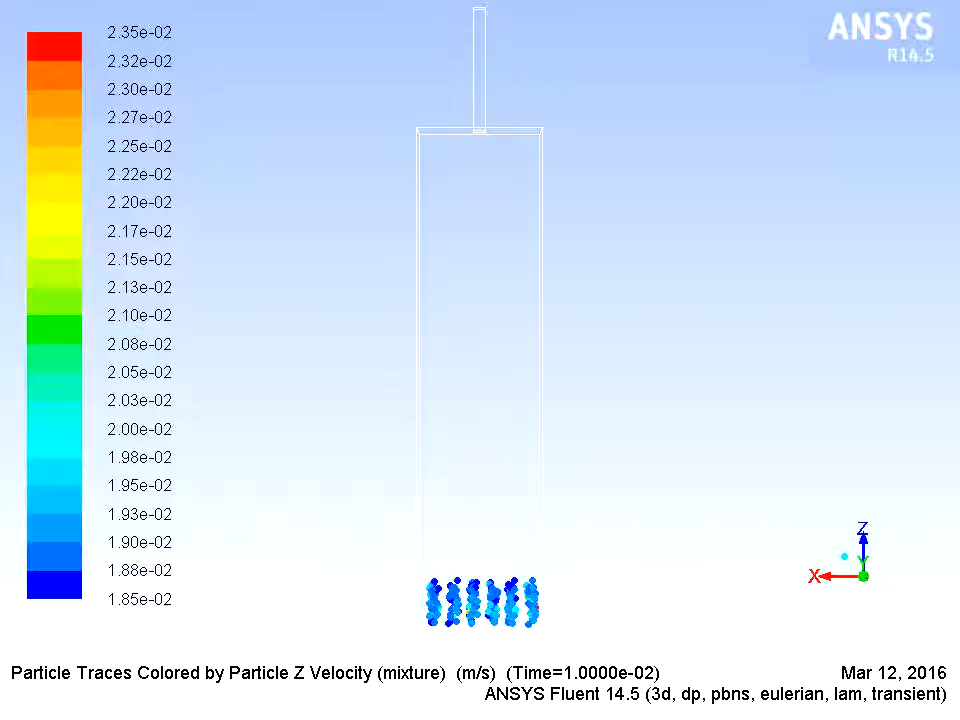 ANSYS
R14.5
2.35e-02
2.32e-02
2.30e-02
2.27e-02
2.25e-02
2.22e-02
2.20e-02
2.17e-02
2.15e-02
2.13e-02
2.10e-02
2.08e-02
2.05e-02
2.03e-02
2.00e-02
1.98e-02
1.95e-02
1.93e-02
1.90e-02
1.88e-02
1.85e-02
Z
Y
X
Particle Traces Colored by Particle Z Velocity (mixture) (m/s) (Time=1.0000e-02)
Mar 12, 2016
ANSYS Fluent 14.5 (3d, dp, pbns, eulerian, lam, transient)